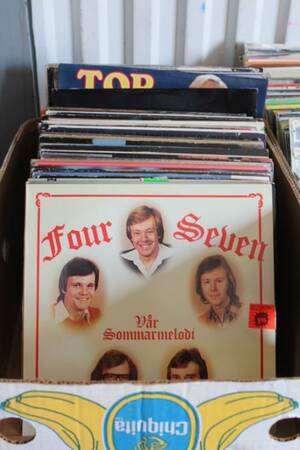 TOP
Four Seven
Vår
Sommarmelodi
Chiquita